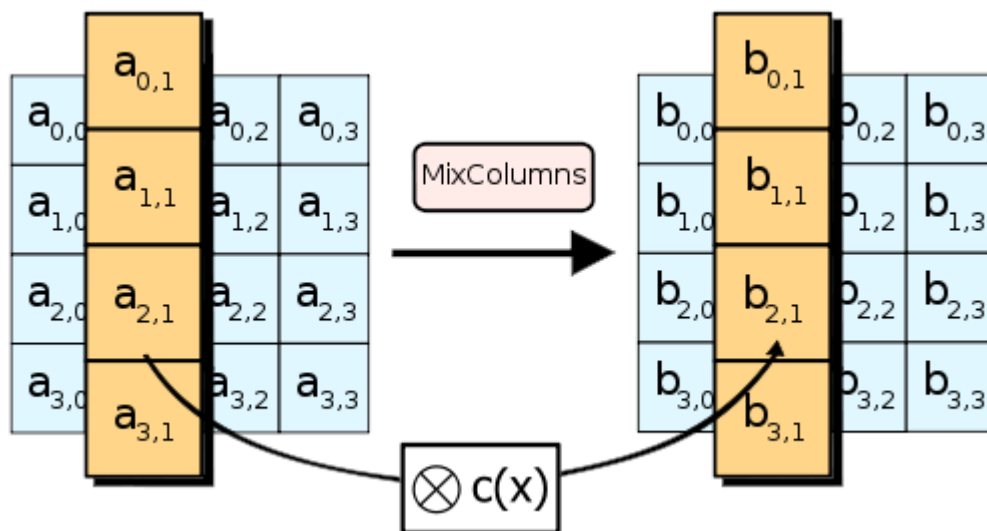 a0,1 b0,1
a0,0 a0,2 a0,3 b0,0 b0,2 b0,3
MixColumns
a1,1 b1,1
a1,0 a1,2 a1,3 b1,0 b1,2 b1,3
a2,0 a2,1 a2,2 a2,3 b2,0 b2,1 b2,2 b2,3
a3,0 a3,2 a3,3 b3,0 b3,2 b3,3
a3,1 b3,1
⊗ c(x)